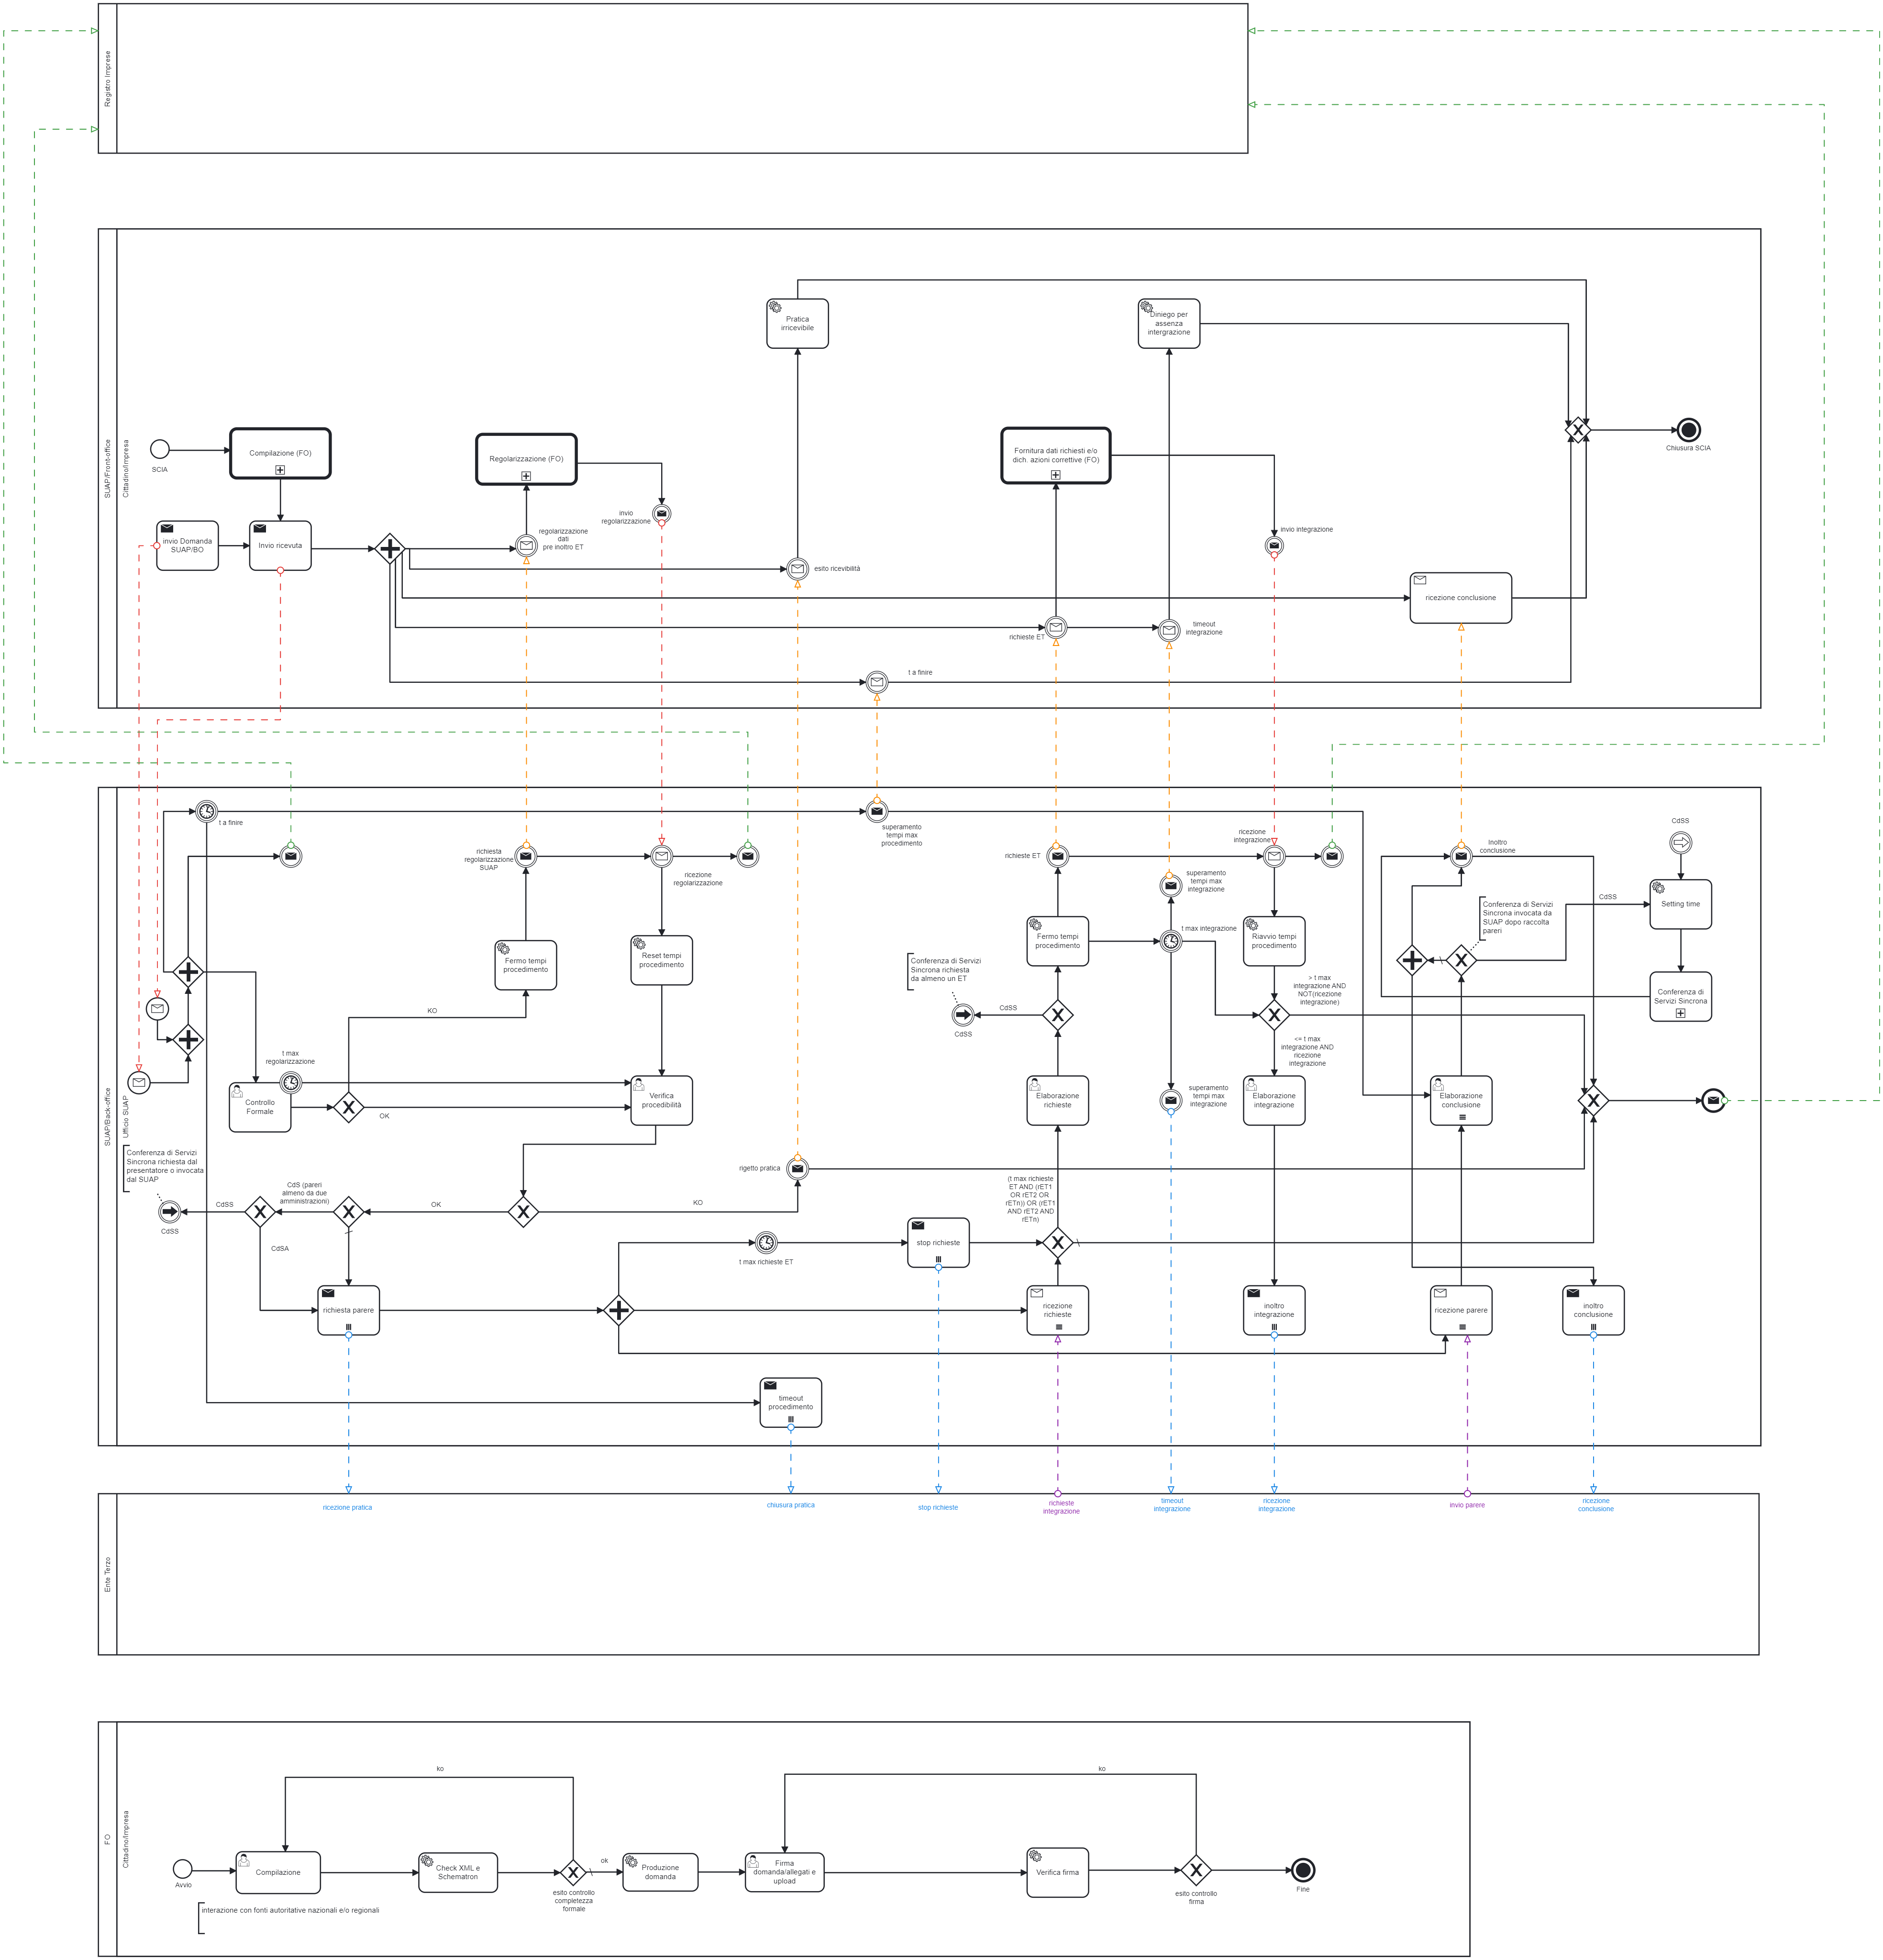 Registro Imprese
SUAP/Front-office
Cittadino/Impresa
Pratica
irricevibile
Diniego per
assenza
intergrazione
SCIA
Compilazione (FO)
Regolarizzazione (FO)
Fornitura dati richiesti e/o
dich. azioni correttive (FO)
Chiusura SCIA
invio Domanda
SUAP/BO
Invio ricevuta
regolarizzazione
dati
pre inoltro ET
invio
regolarizzazione
invio integrazione
esito ricevibilità
ricezione conclusione
richieste ET
timeout
integrazione
t a finire
SUAP/Back-office
Ufficio SUAP
t a finire
superamento
tempi max
procedimento
richiesta
regolarizzazione
SUAP
ricezione
regolarizzazione
richieste ET
superamento
tempi max
integrazione
ricezione
integrazione
Inoltro
conclusione
CdSS
Setting time
CdSS
Conferenza di Servizi
Sincrona invocata da
SUAP dopo raccolta
pareri
Fermo tempi
procedimento
Reset tempi
procedimento
Fermo tempi
procedimento
t max integrazione
Riavvio tempi
procedimento
Conferenza di Servizi
Sincrona richiesta
da almeno un ET
> t max
integrazione AND
NOT(ricezione
integrazione)
Conferenza di
Servizi Sincrona
KO
CdSS
CdSS
t max
regolarizzazione
<= t max
integrazione AND
ricezione
integrazione
Controllo
Formale
OK
Verifica
procedibilità
Elaborazione
richieste
superamento
tempi max
integrazione
Elaborazione
integrazione
Elaborazione
conclusione
Conferenza di Servizi
Sincrona richiesta dal
presentatore o invocata
dal SUAP
rigetto pratica
CdS (pareri
almeno da due
amministrazioni)
CdSS
CdSS
OK
KO
(t max richieste
ET AND (rET1
OR rET2 OR
rETn)) OR (rET1
AND rET2 AND
rETn)
CdSA
t max richieste ET
stop richieste
richiesta parere
ricezione
richieste
inoltro
integrazione
ricezione parere
inoltro
conclusione
timeout
procedimento
Ente Terzo
ricezione pratica
chiusura pratica
stop richieste
richieste
integrazione
timeout
integrazione
ricezione
integrazione
invio parere
ricezione
conclusione
FO
Cittadino/Impresa
ko
ko
Avvio
Compilazione
Check XML e
Schematron
esito controllo
completezza
formale
ok
Produzione
domanda
Firma
domanda/allegati e
upload
Verifica firma
esito controllo
firma
Fine
interazione con fonti autoritative nazionali e/o regionali